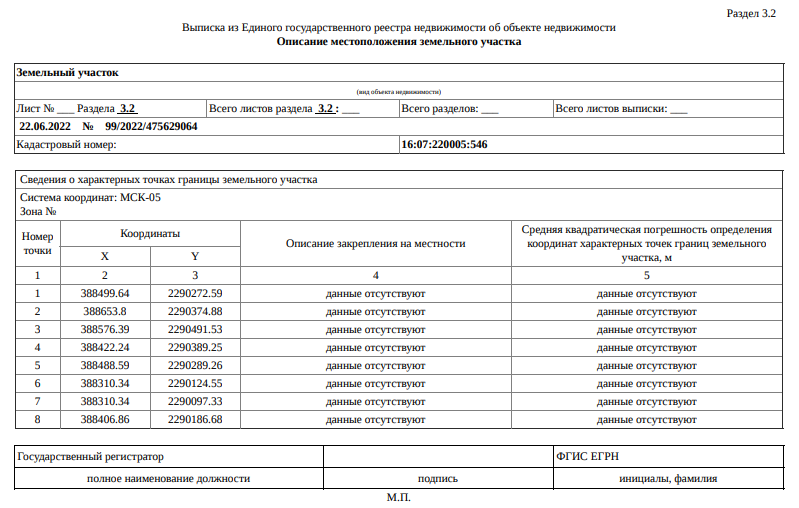 Раздел 3.2
Выписка из Единого государственного реестра недвижимости об объекте недвижимости
Описание местоположения земельного участка
Земельный участок
(вид объекта недвижимости)
Лист № ___ Раздела 3.2 Всего листов раздела 3.2 : ___ Всего разделов: ___ Всего листов выписки: ___
22.06.2022 № 99/2022/475629064
Кадастровый номер: 16:07:220005:546
Сведения о характерных точках границы земельного участка
Система координат: МСК-05
Зона №
Номер точки Координаты Описание закрепления на местности Средняя квадратическая погрешность определения координат характерных точек границ земельного участка, м
X Y
1 2 3 4 5
1 388499.64 2290272.59 данные отсутствуют данные отсутствуют
2 388653.8 2290374.88 данные отсутствуют данные отсутствуют
3 388576.39 2290491.53 данные отсутствуют данные отсутствуют
4 388422.24 2290389.25 данные отсутствуют данные отсутствуют
5 388488.59 2290289.26 данные отсутствуют данные отсутствуют
6 388310.34 2290124.55 данные отсутствуют данные отсутствуют
7 388310.34 2290097.33 данные отсутствуют данные отсутствуют
8 388406.86 2290186.68 данные отсутствуют данные отсутствуют
Государственный регистратор ФГИС ЕГРН
полное наименование должности подпись инициалы, фамилия
М.П.